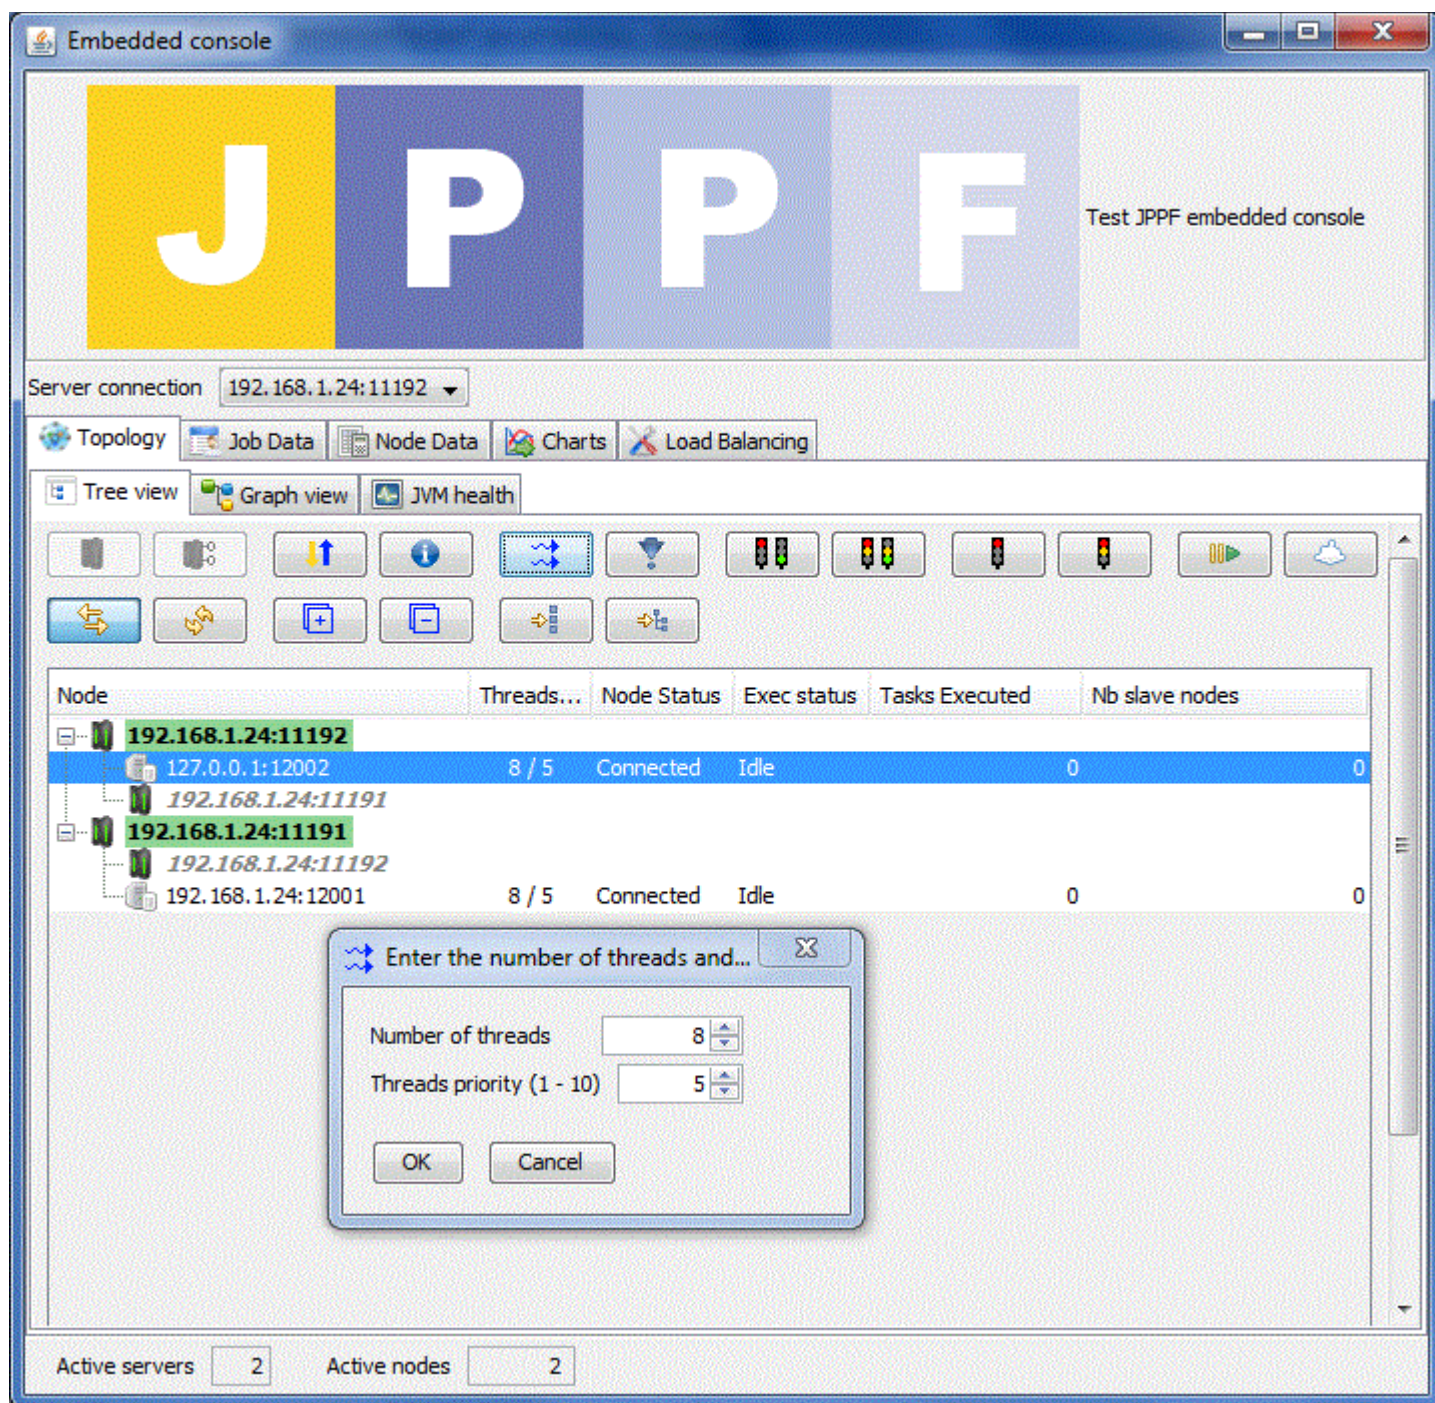 Embedded console
J P P F
Test JPPF embedded console
Server connection 192.168.1.24:11192
Topology Job Data Node Data Charts Load Balancing
Tree view Graph view JVM health
Node Threads... Node Status Exec status Tasks Executed Nb slave nodes
192.168.1.24:11192
127.0.0.1:12002 8 / 5 Connected Idle 0 0
192.168.1.24:11191
192.168.1.24:11191
192.168.1.24:11192
192.168.1.24:12001 8 / 5 Connected Idle 0 0
Enter the number of threads and...
Number of threads 8
Threads priority (1 - 10) 5
OK Cancel
Active servers 2 Active nodes 2